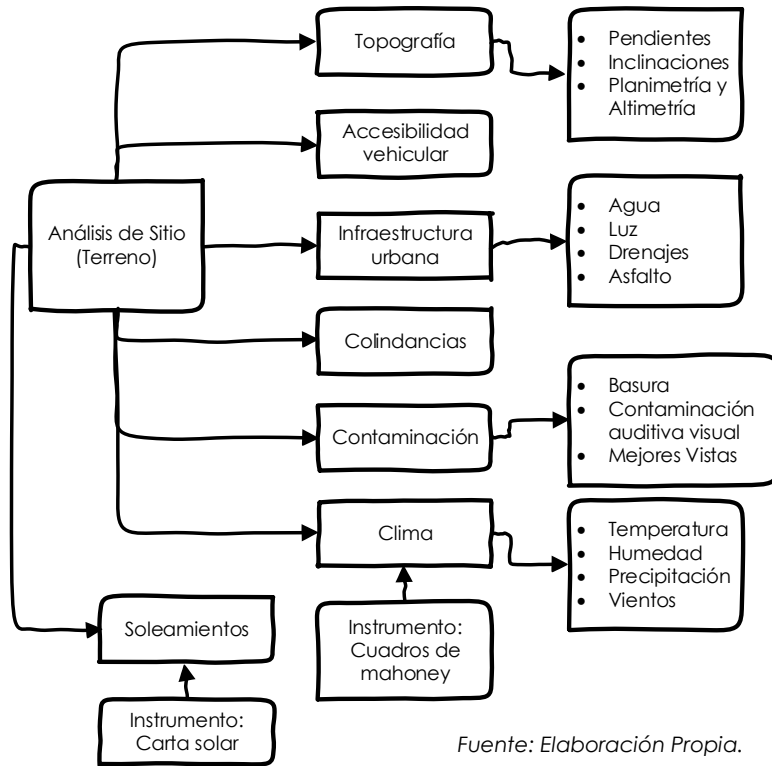 Topografía
• Pendientes
• Inclinaciones
• Planimetría y
Altimetría
Accesibilidad
vehicular
Análisis de Sitio
(Terreno)
Infraestructura
urbana
• Agua
• Luz
• Drenajes
• Asfalto
Colindancias
Contaminación
• Basura
• Contaminación
auditiva visual
• Mejores Vistas
Clima
• Temperatura
• Humedad
• Precipitación
• Vientos
Instrumento:
Cuadros de
mahoney
Soleamientos
Instrumento:
Carta solar
Fuente: Elaboración Propia.